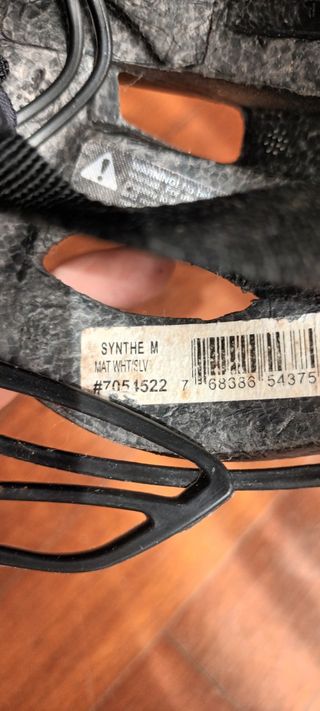 WARNING!
SYNTHE M
MAT WHT/SLV
#7054522
7 68686 54375